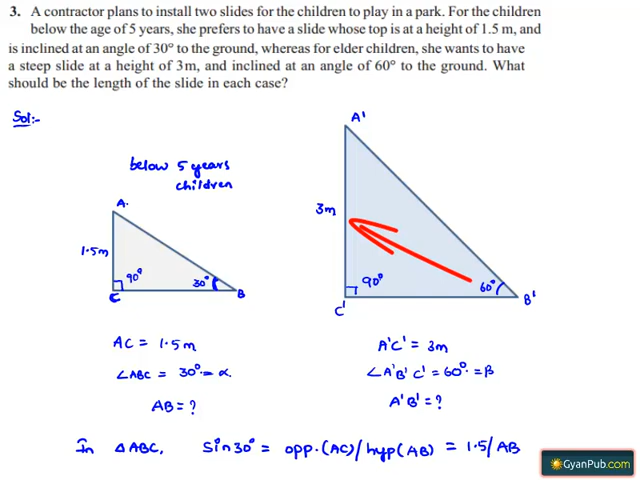 3. A contractor plans to install two slides for the children to play in a park. For the children
below the age of 5 years, she prefers to have a slide whose top is at a height of 1.5 m, and
is inclined at an angle of 30° to the ground, whereas for elder children, she wants to have
a steep slide at a height of 3m, and inclined at an angle of 60° to the ground. What
should be the length of the slide in each case?
Sol:-
below 5 years
children
A.
1.5m
90°
30°
C
B
A'
3m
90°
60°
C'
B'
AC = 1.5m
∠ABC = 30° = α.
AB = ?
A'C' = 3m
∠A'B'C' = 60° = β
A'B' = ?
In △ABC, Sin30° = opp.(AC)/hyp(AB) = 1.5/AB
GyanPub.com